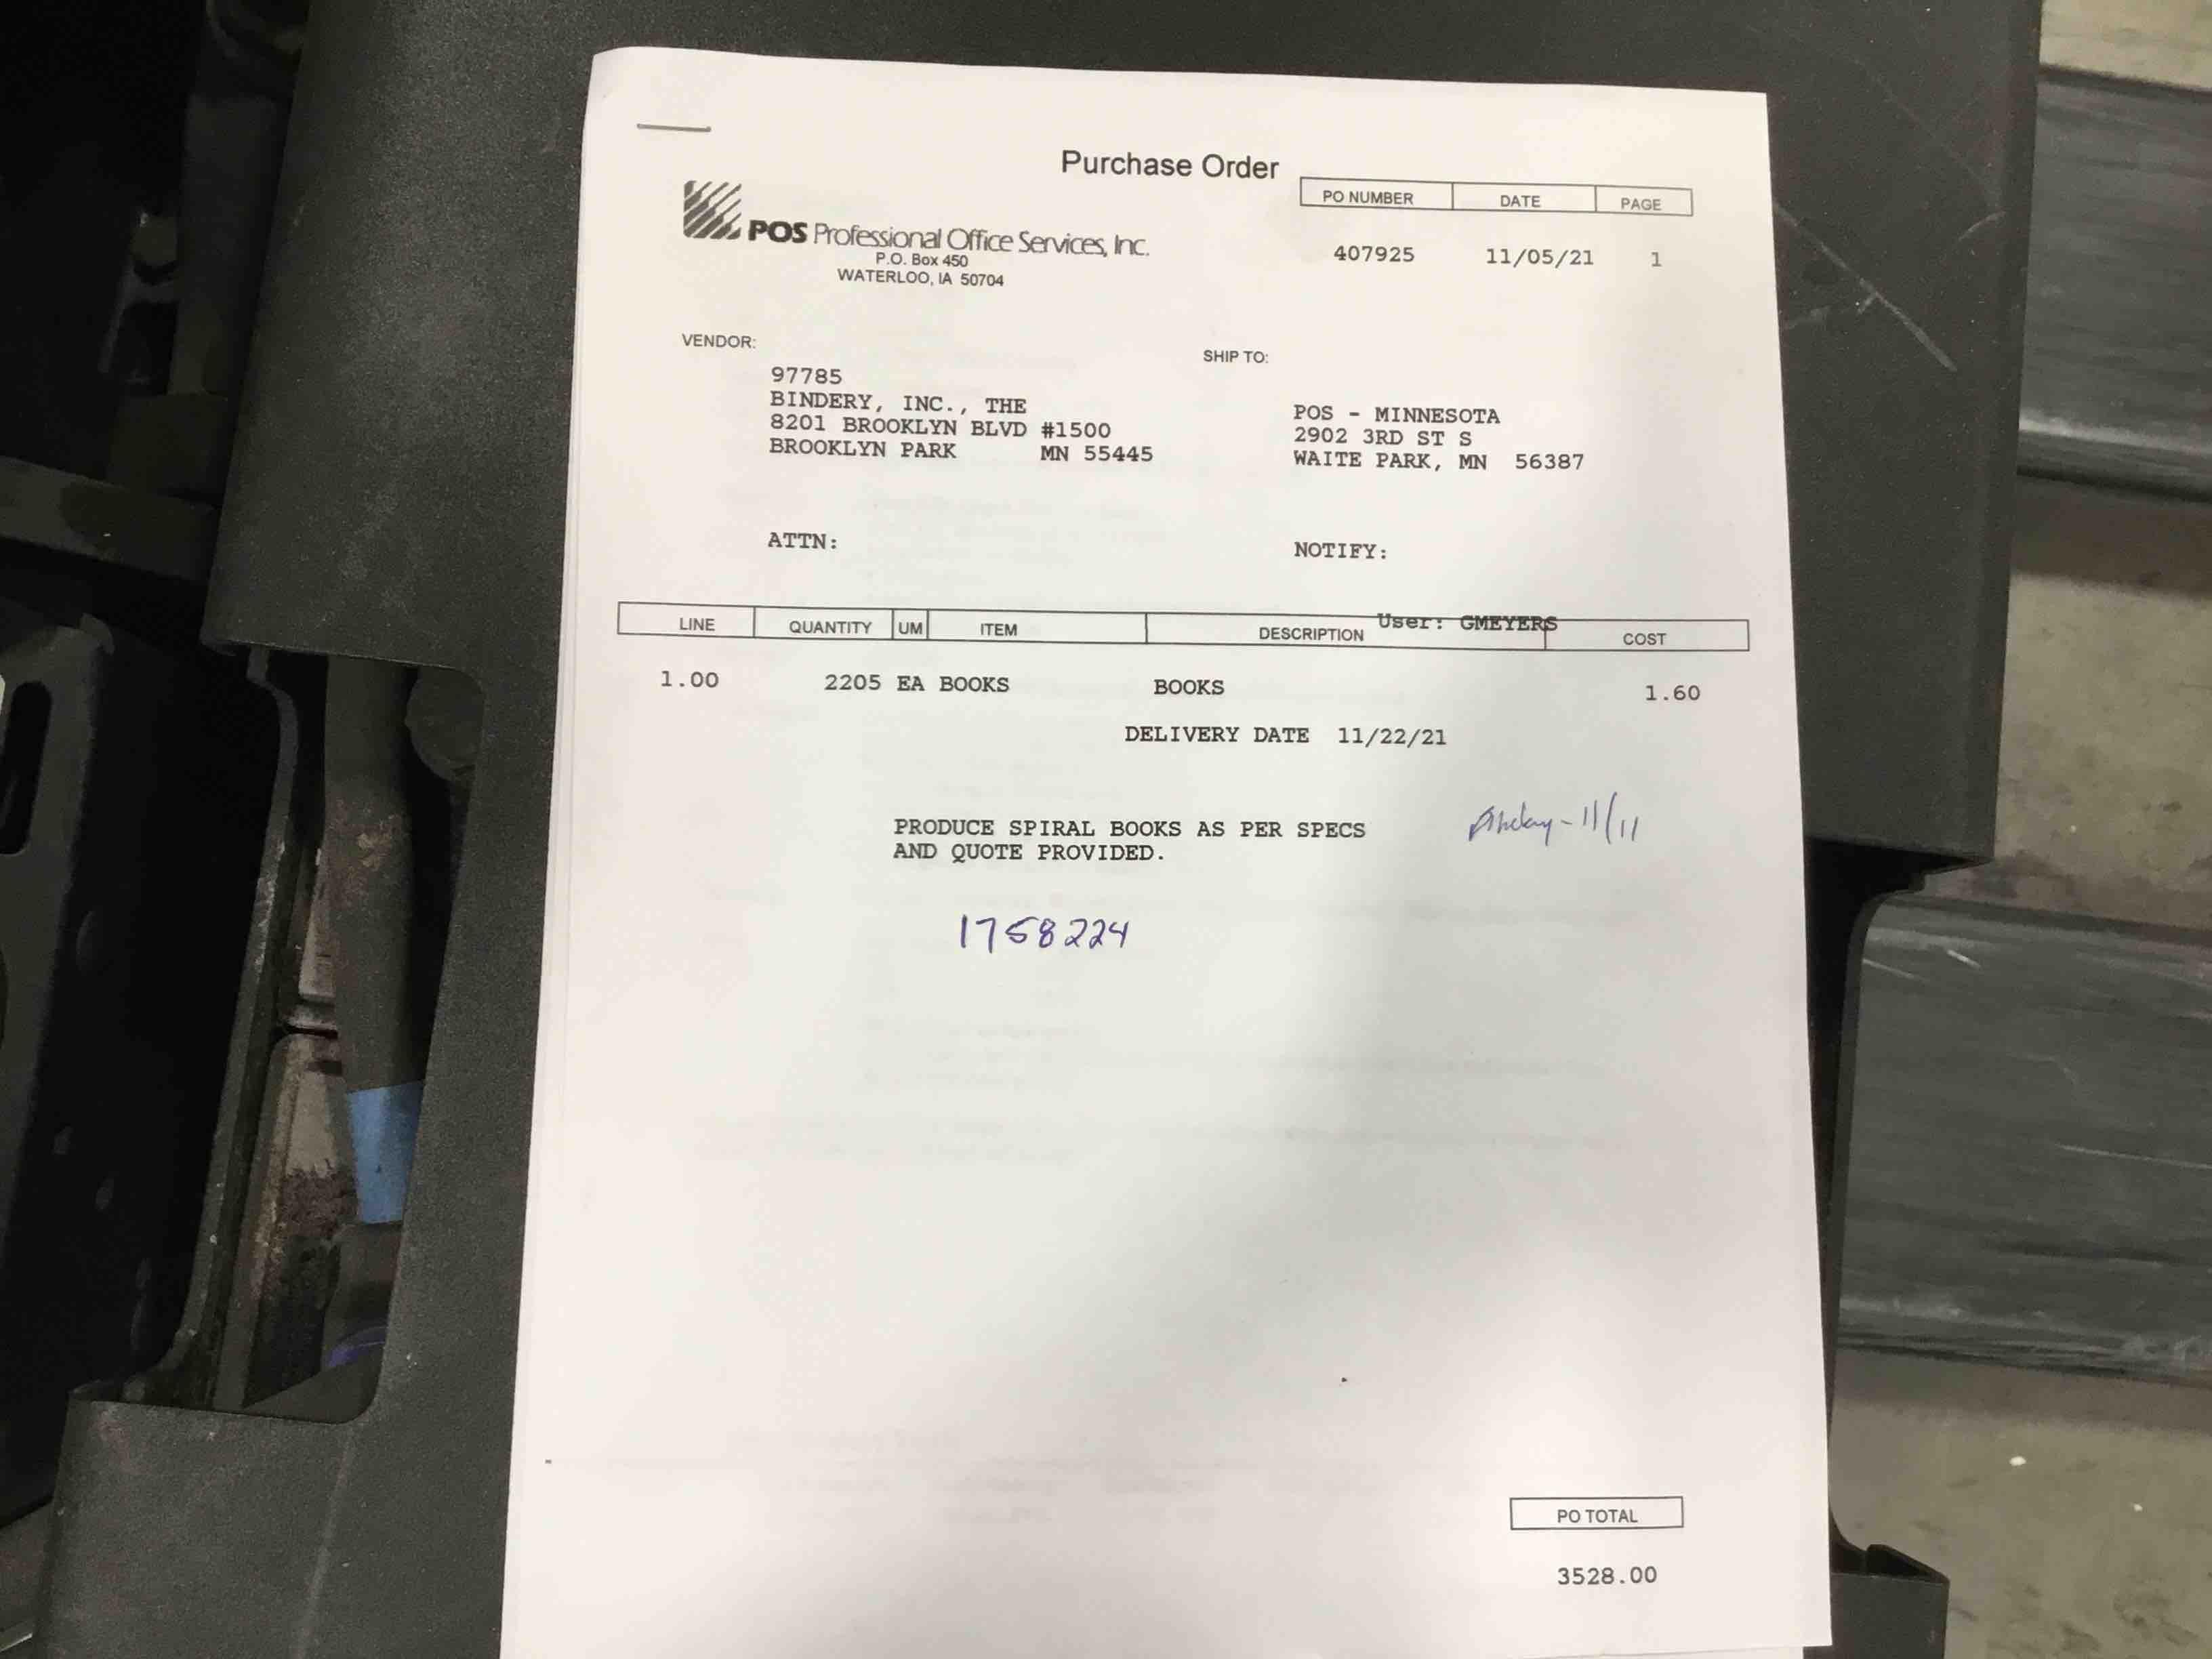 Purchase Order
PO NUMBER DATE PAGE
POS Professional Office Services, Inc.
P.O. Box 450
WATERLOO, IA 50704
407925 11/05/21 1
VENDOR:
97785
BINDERY, INC., THE
8201 BROOKLYN BLVD #1500
BROOKLYN PARK MN 55445
SHIP TO:
POS - MINNESOTA
2902 3RD ST S
WAITE PARK, MN 56387
ATTN:
NOTIFY:
User: GMEYERS
LINE QUANTITY UM ITEM DESCRIPTION COST
1.00 2205 EA BOOKS BOOKS 1.60
DELIVERY DATE 11/22/21
PRODUCE SPIRAL BOOKS AS PER SPECS
AND QUOTE PROVIDED.
- 11/11
1758224
PO TOTAL
3528.00